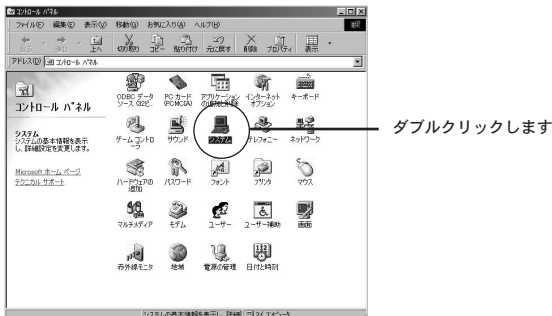 コントロール パネル
ファイル(F) 編集(E) 表示(V) 移動(G) お気に入り(A) ヘルプ(H)
戻る 進む 上へ 切り取り コピー 貼り付け 元に戻す 削除 プロパティ 表示
アドレス(D) コントロール パネル
コントロール パネル
システム
システムの基本情報を表示
し、詳細設定を変更します。
Microsoft ホーム ページ
テクニカル サポート
ODBC データ
ソース (32ビ...
PC カード
(PCMCIA)
アプリケーション
の追加と削除
インターネット
オプション
キーボード
ゲーム コントロ
ーラ
サウンド
システム
テレフォニー
ネットワーク
ハードウェアの
追加
パスワード
フォント
プリンタ
マウス
マルチメディア
モデム
ユーザー
ユーザー補助
画面
赤外線モニタ
地域
電源の管理
日付と時刻
ダブルクリックします
システムの基本情報を表示し、詳細
マイ コンピュータ